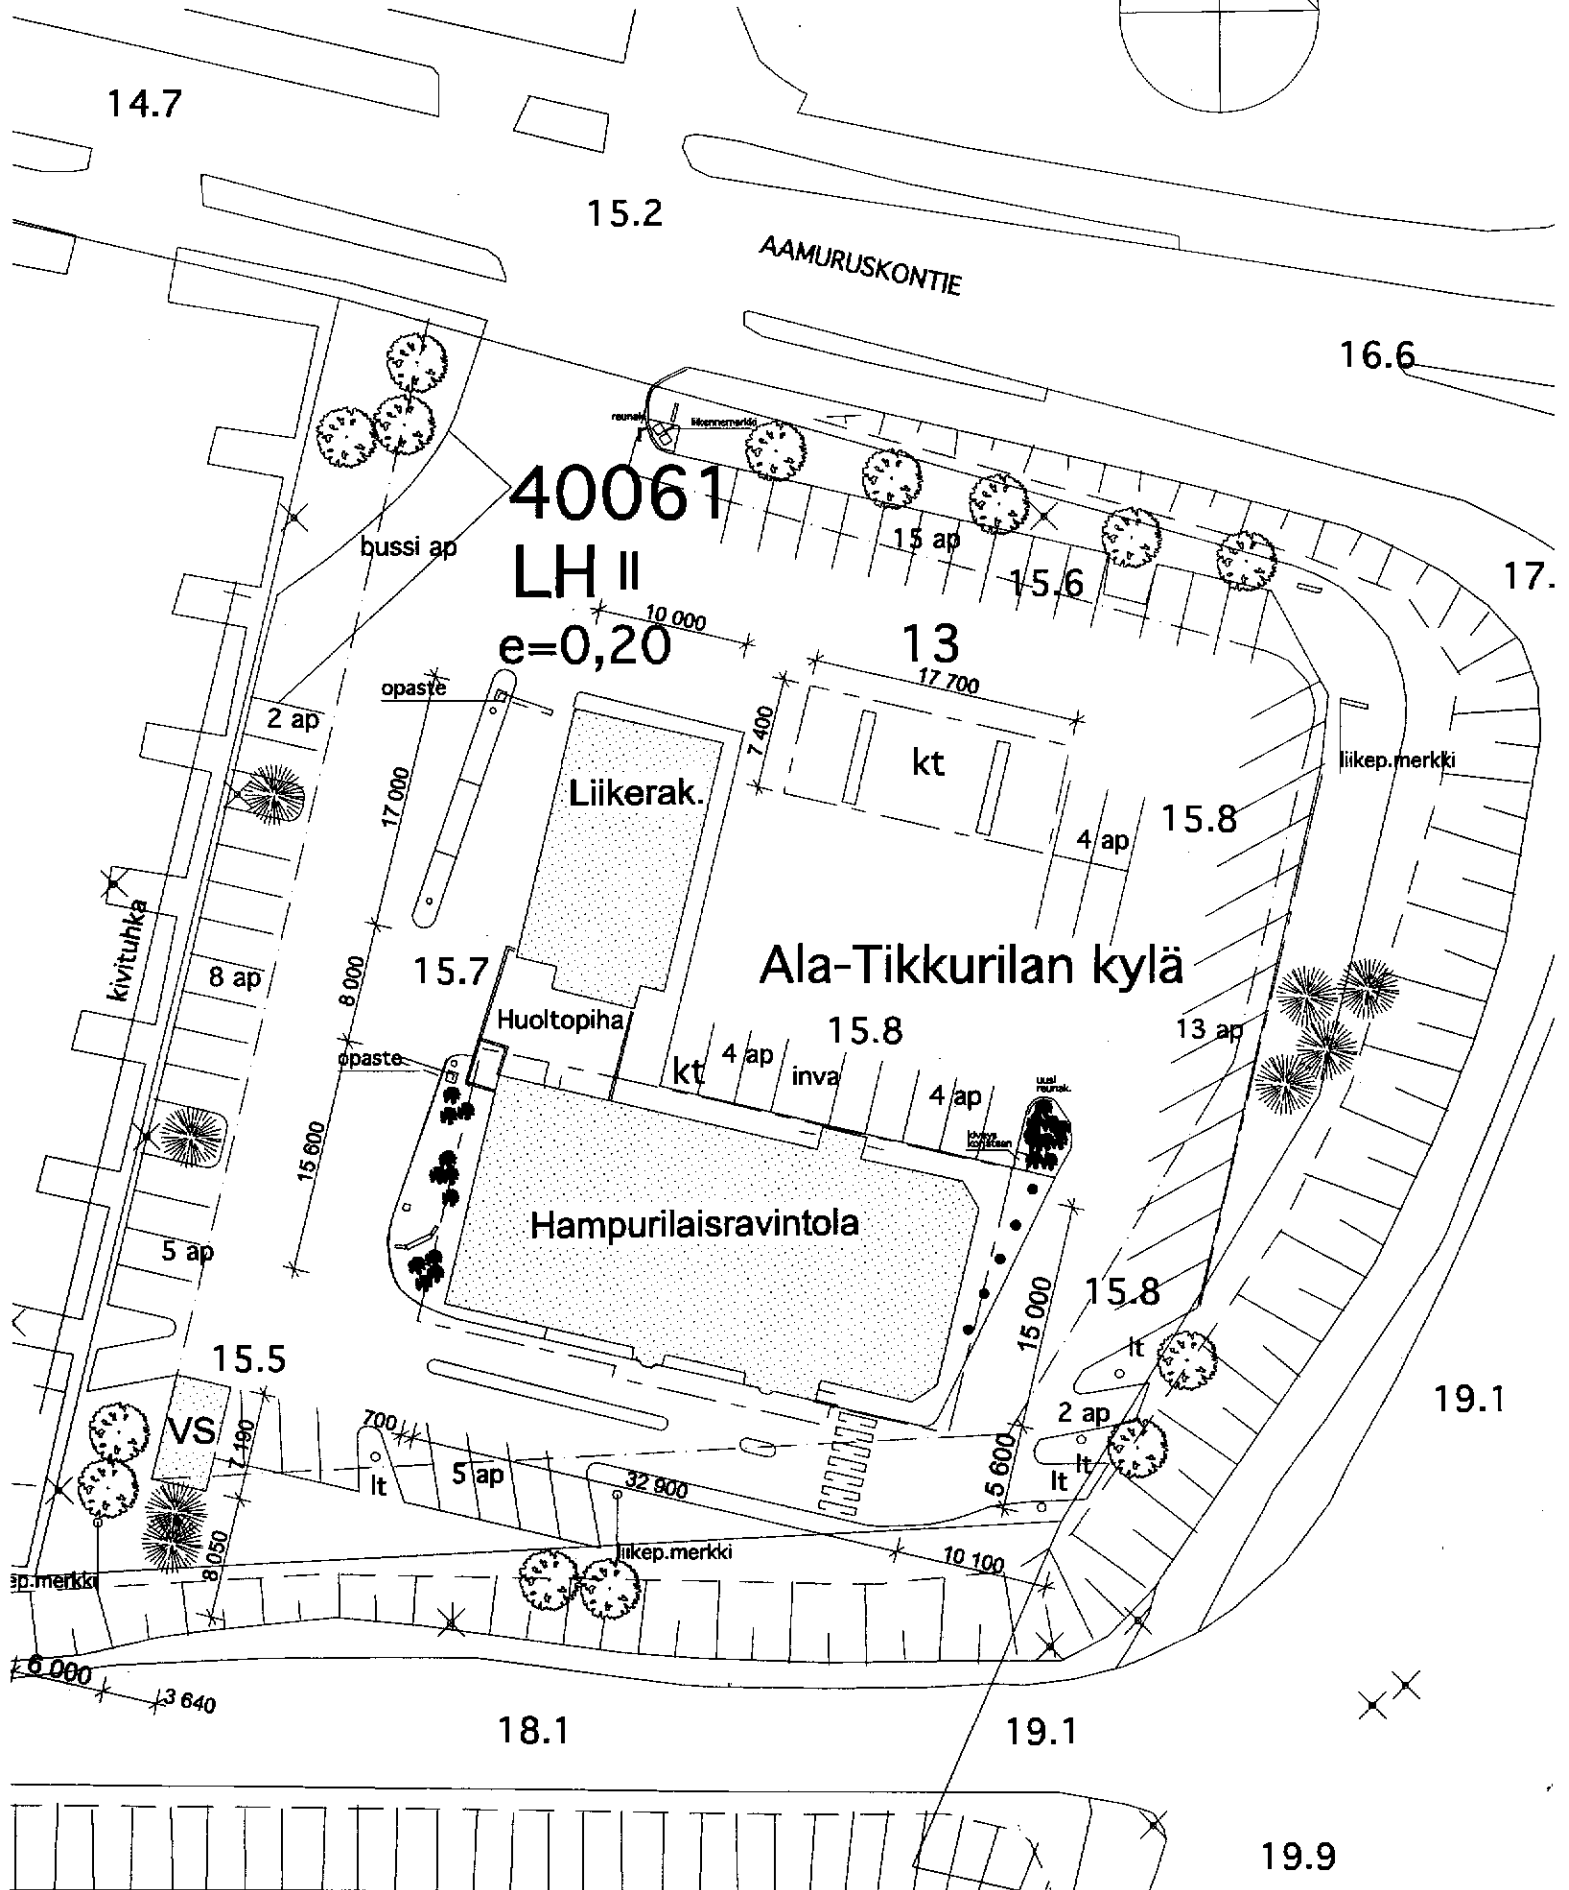 14.7
15.2
AAMURUSKONTIE
16.6
reunak.
liikennemerkki
40061
15 ap
bussi ap
LH II
15.6
17.
10 000
e=0,20
13
17 700
opaste
2 ap
7 400
kt
liikep.merkki
Liikerak.
17 000
15.8
4 ap
kivituhka
8 ap
8 000
15.7
Ala-Tikkurilan kylä
Huoltopiha
15.8
13 ap
opaste
kt
4 ap
inva
4 ap
uusi
reunak.
kiveys
korjataan
15 600
Hampurilaisravintola
5 ap
15 000
15.8
15.5
lt
VS
7 190
700
2 ap
19.1
lt
5 ap
32 900
5 600
lt
lt
8 050
liikep.merkki
10 100
ep.merkki
6 000
3 640
18.1
19.1
19.9